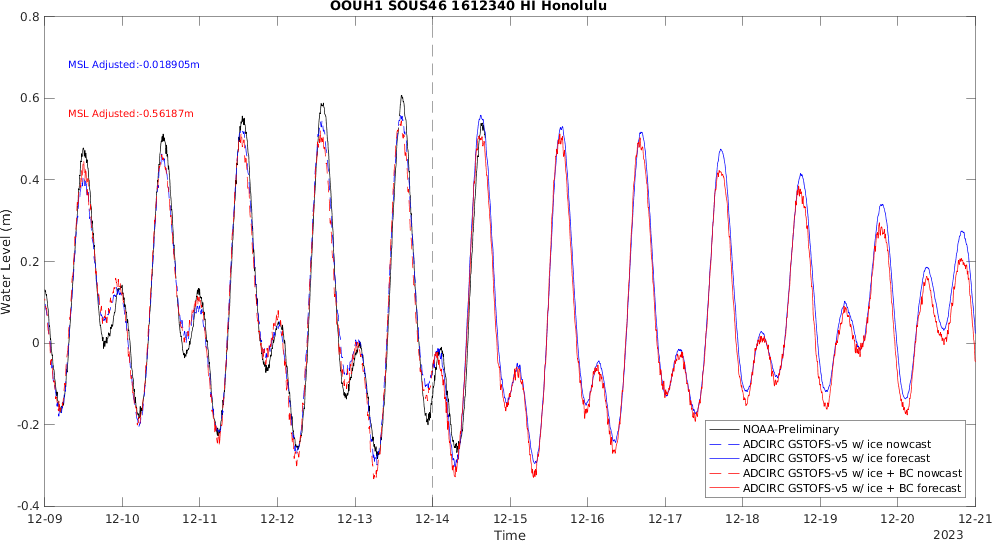 OOUH1 SOUS46 1612340 HI Honolulu
0.8
0.6
0.4
0.2
0
-0.2
-0.4
Water Level (m)
MSL Adjusted:-0.018905m
MSL Adjusted:-0.56187m
NOAA-Preliminary
ADCIRC GSTOFS-v5 w/ ice nowcast
ADCIRC GSTOFS-v5 w/ ice forecast
ADCIRC GSTOFS-v5 w/ ice + BC nowcast
ADCIRC GSTOFS-v5 w/ ice + BC forecast
12-09 12-10 12-11 12-12 12-13 12-14 12-15 12-16 12-17 12-18 12-19 12-20 12-21
Time
2023